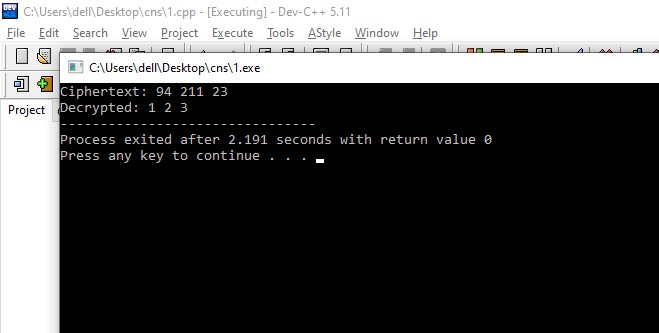 C:\Users\dell\Desktop\cns\1.cpp - [Executing] - Dev-C++ 5.11
File Edit Search View Project Execute Tools AStyle Window Help
C:\Users\dell\Desktop\cns\1.exe
Project
Ciphertext: 94 211 23
Decrypted: 1 2 3
--------------------------------
Process exited after 2.191 seconds with return value 0
Press any key to continue . . .